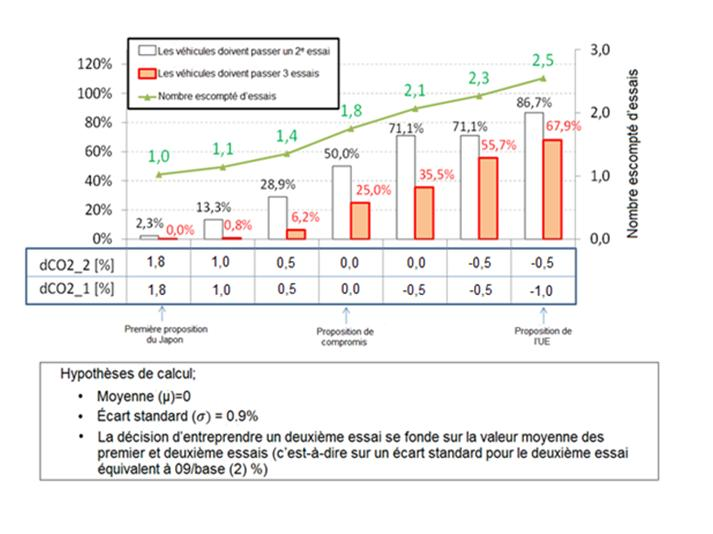 Les véhicules doivent passer un 2e essai
Les véhicules doivent passer 3 essais
Nombre escompté d'essais
120%
100%
80%
60%
40%
20%
0%
3,0
2,0
1,0
0,0
Nombre escompté d'essais
1,0
1,1
1,4
1,8
2,1
2,3
2,5
2,3%
0,0%
13,3%
0,8%
28,9%
6,2%
50,0%
25,0%
71,1%
35,5%
71,1%
55,7%
86,7%
67,9%
dCO2_2 [%] 1,8 1,0 0,5 0,0 0,0 -0,5 -0,5
dCO2_1 [%] 1,8 1,0 0,5 0,0 -0,5 -0,5 -1,0
Première proposition
du Japon
Proposition de
compromis
Proposition de
l'UE
Hypothèses de calcul;
• Moyenne (µ)=0
• Écart standard (σ) = 0.9%
• La décision d'entreprendre un deuxième essai se fonde sur la valeur moyenne des
premier et deuxième essais (c'est-à-dire sur un écart standard pour le deuxième essai
équivalent à 09/base (2) %)